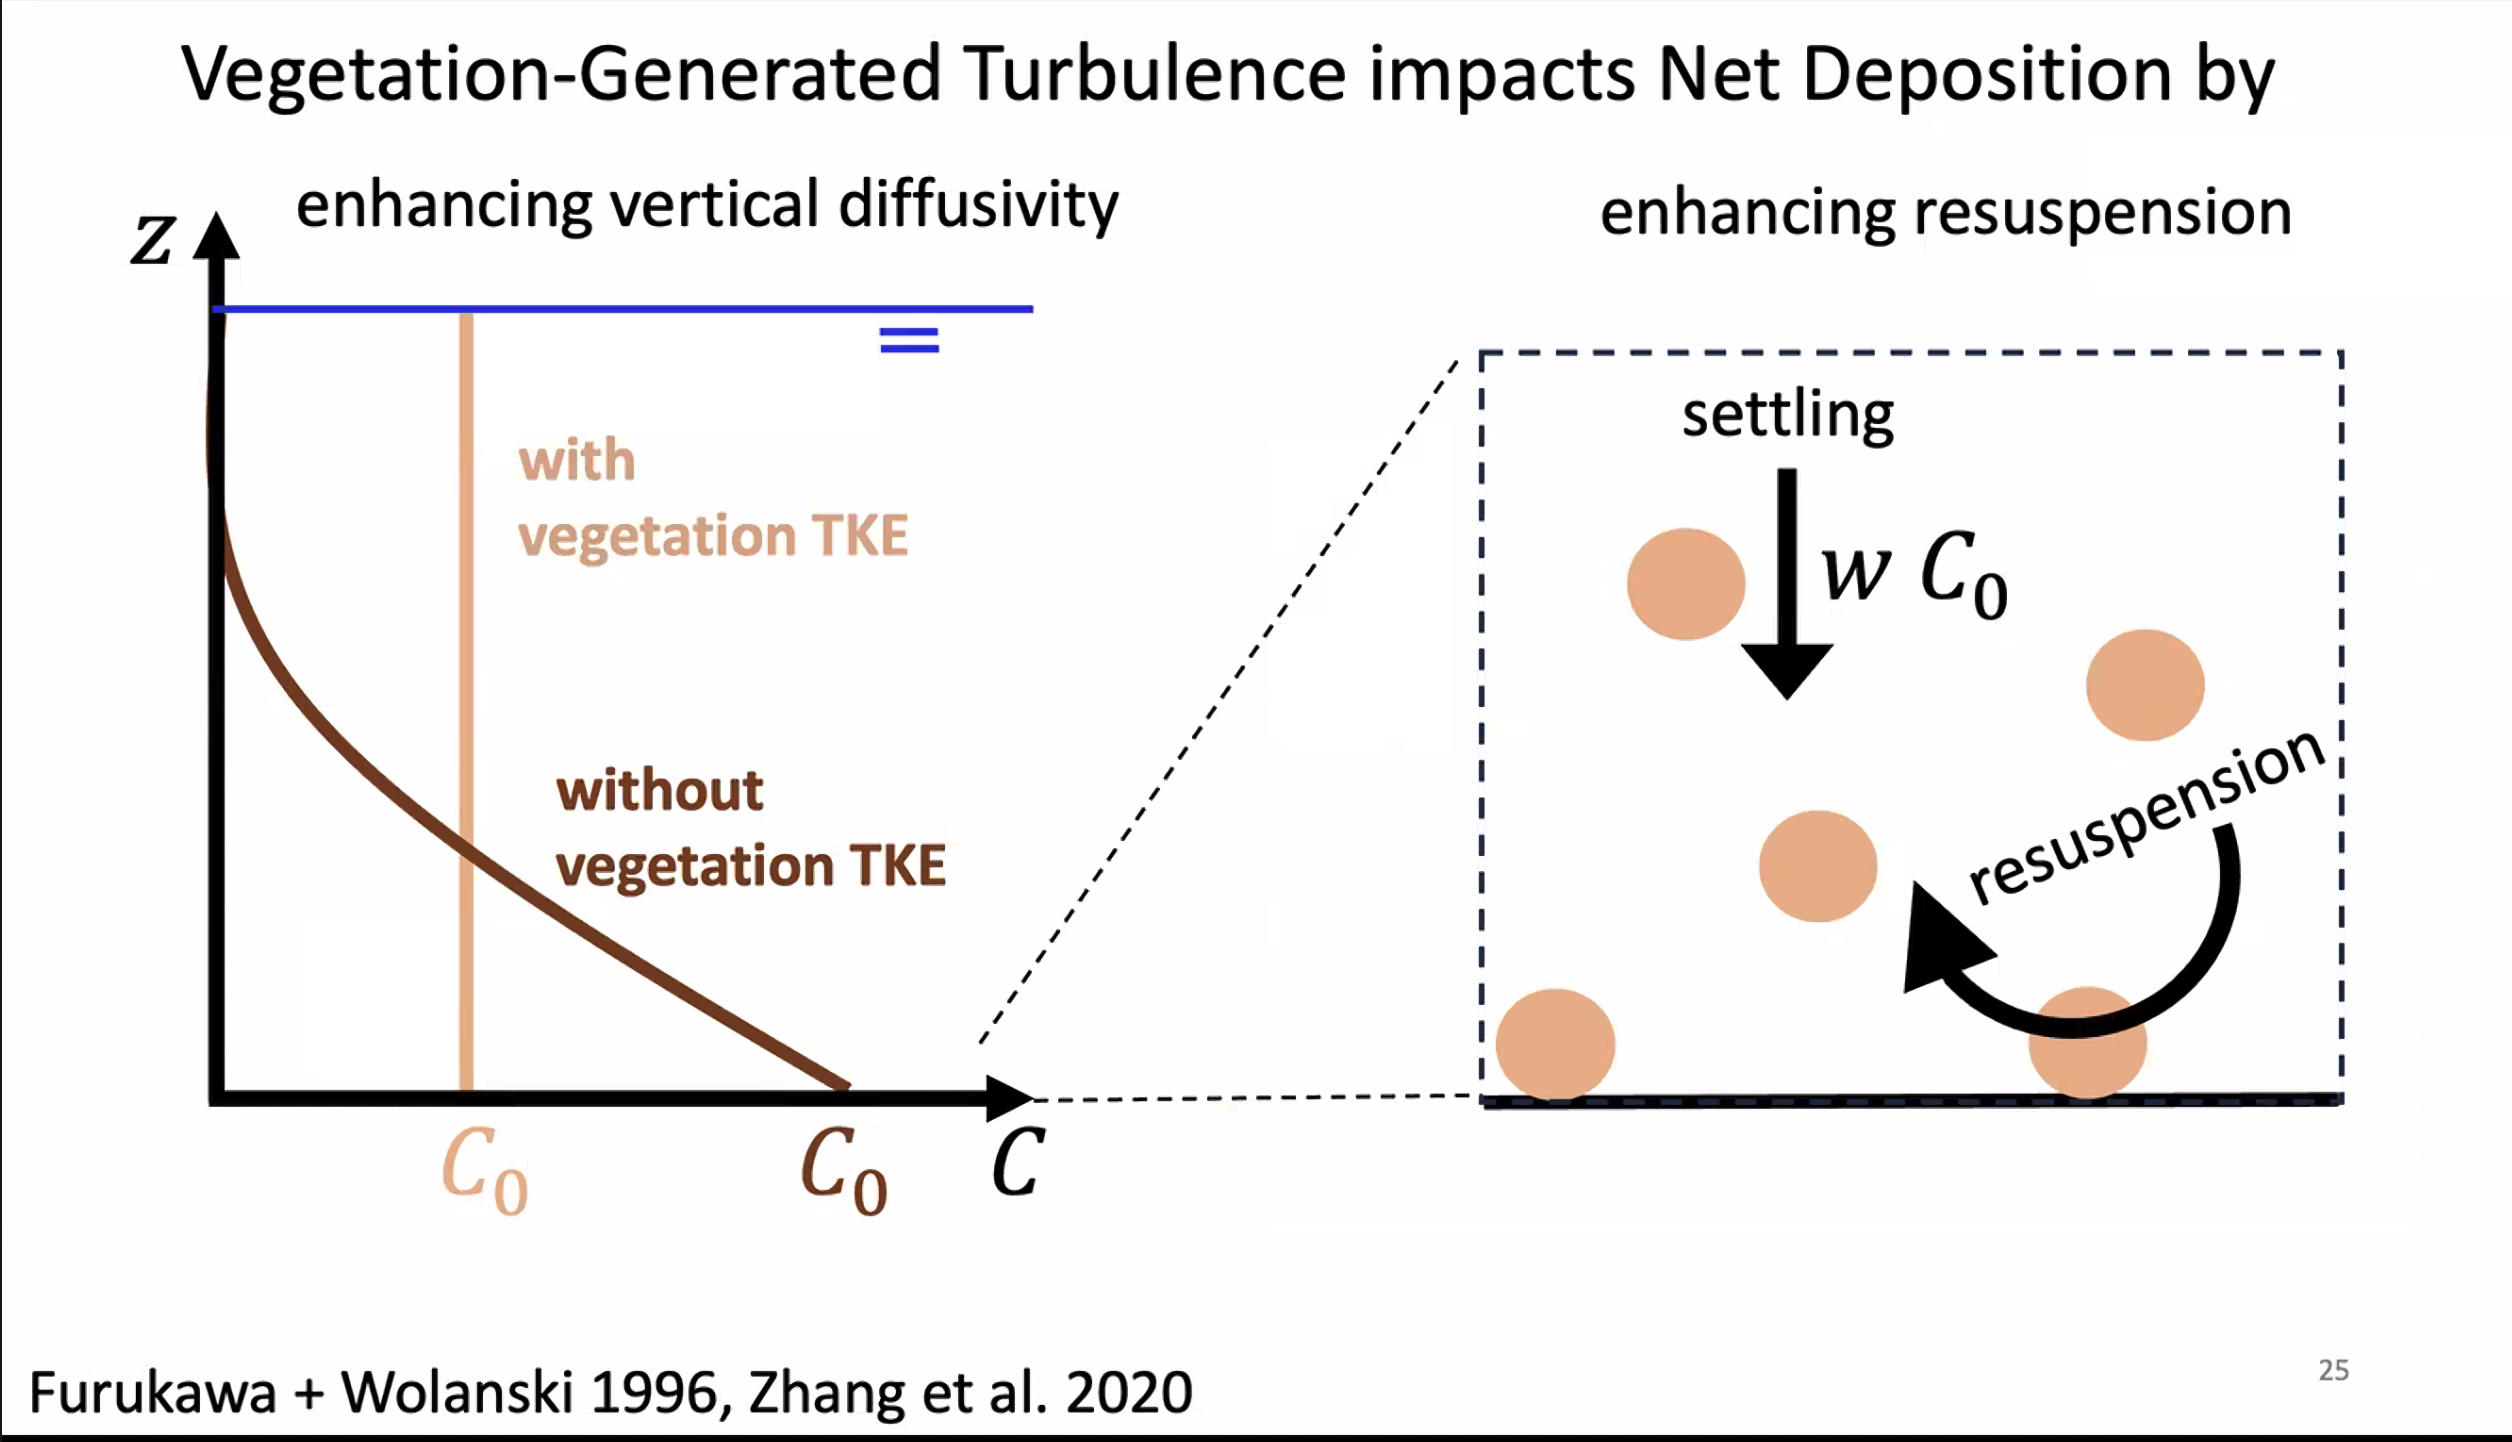 Vegetation-Generated Turbulence impacts Net Deposition by
enhancing vertical diffusivity
z
with
vegetation TKE
without
vegetation TKE
C₀
C₀
C
enhancing resuspension
settling
w C₀
resuspension
Furukawa + Wolanski 1996, Zhang et al. 2020
25